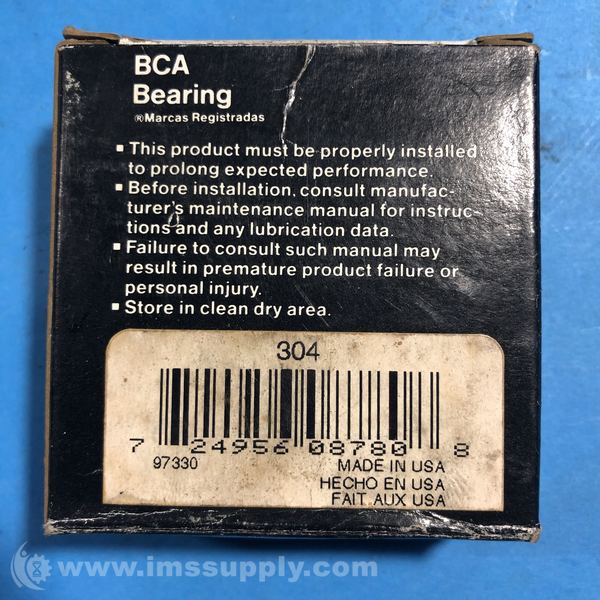 BCA
Bearing
®Marcas Registradas
▪ This product must be properly installed
to prolong expected performance.
▪ Before installation, consult manufac-
turer's maintenance manual for instruc-
tions and any lubrication data.
▪ Failure to consult such manual may
result in premature product failure or
personal injury.
▪ Store in clean dry area.
304
7 24956 08780 8
97330
MADE IN USA
HECHO EN USA
FAIT AUX USA
www.imssupply.com